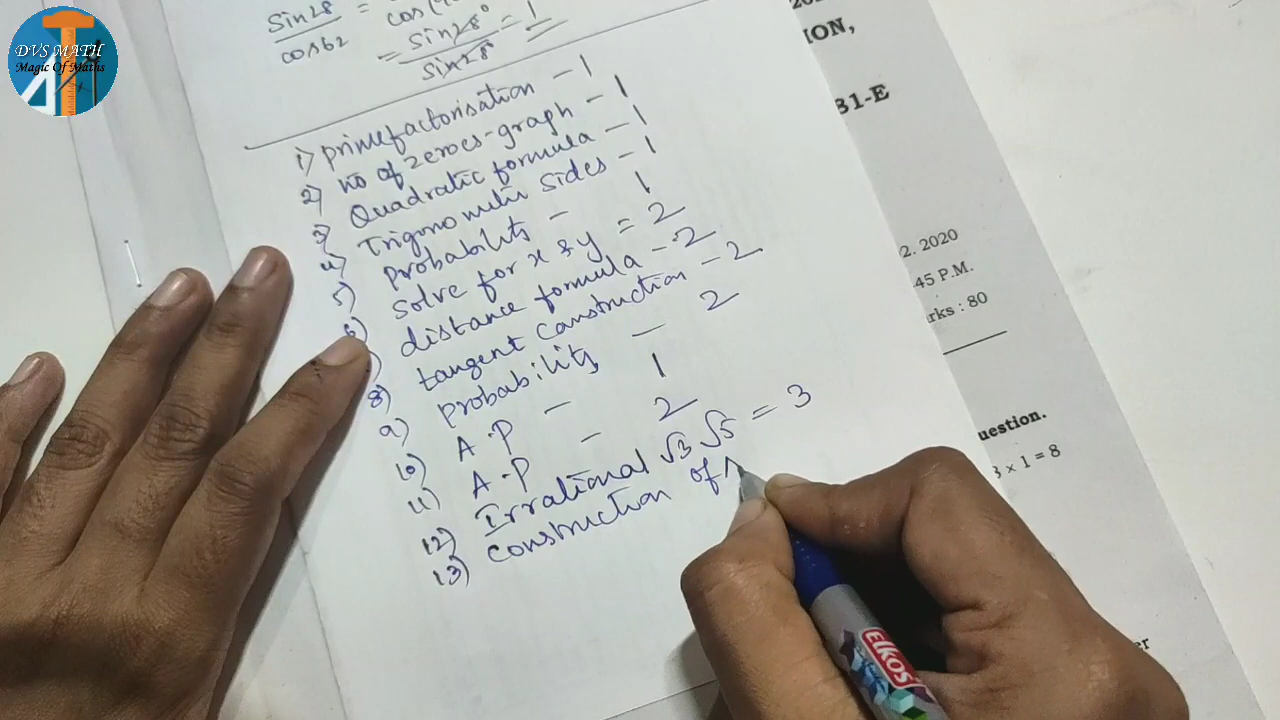 DVS MATH
Magic Of Maths
sin28 =
cos62
cos(
= sin28° = 1
sin28°
1) primefactorisation - 1
2) no of zeroes-graph - 1
3) Quadratic formula - 1
4) Trigonometric sides - 1
5) probability - 1
6) solve for x & y = 2
) distance formula - 2
8) tangent construction - 2
9) probability - 2
10) A.P - 1
11) A.P - 2
12) Irrational √3 √5 = 3
13) construction of
ION,
31-E
2. 2020
.45 P.M.
rks : 80
uestion.
8 × 1 = 8
er
Elkos